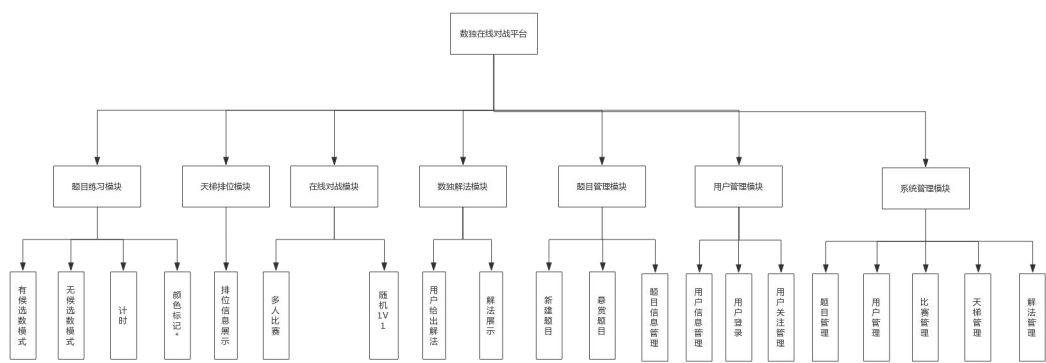 数独在线对战平台
题目练习模块
天梯排位模块
在线对战模块
数独解法模块
题目管理模块
用户管理模块
系统管理模块
有候选数模式
无候选数模式
计时
颜色标记*
排位信息展示
多人比赛
随机1V1
用户给出解法
解法展示
新建题目
悬赏题目
题目信息管理
用户信息管理
用户登录
用户关注管理
题目管理
用户管理
比赛管理
天梯管理
解法管理